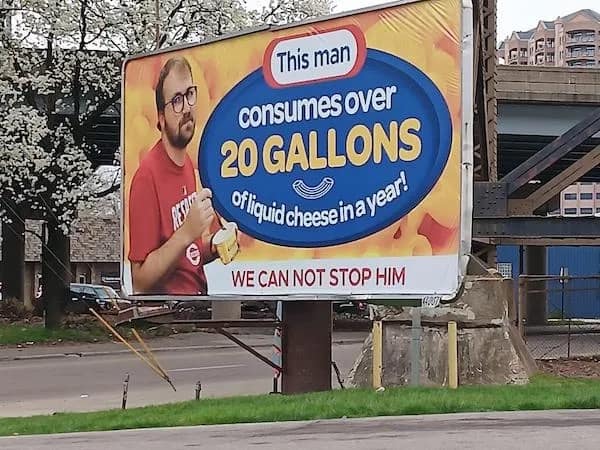 This man
consumes over
20 GALLONS
of liquid cheese in a year!
WE CAN NOT STOP HIM